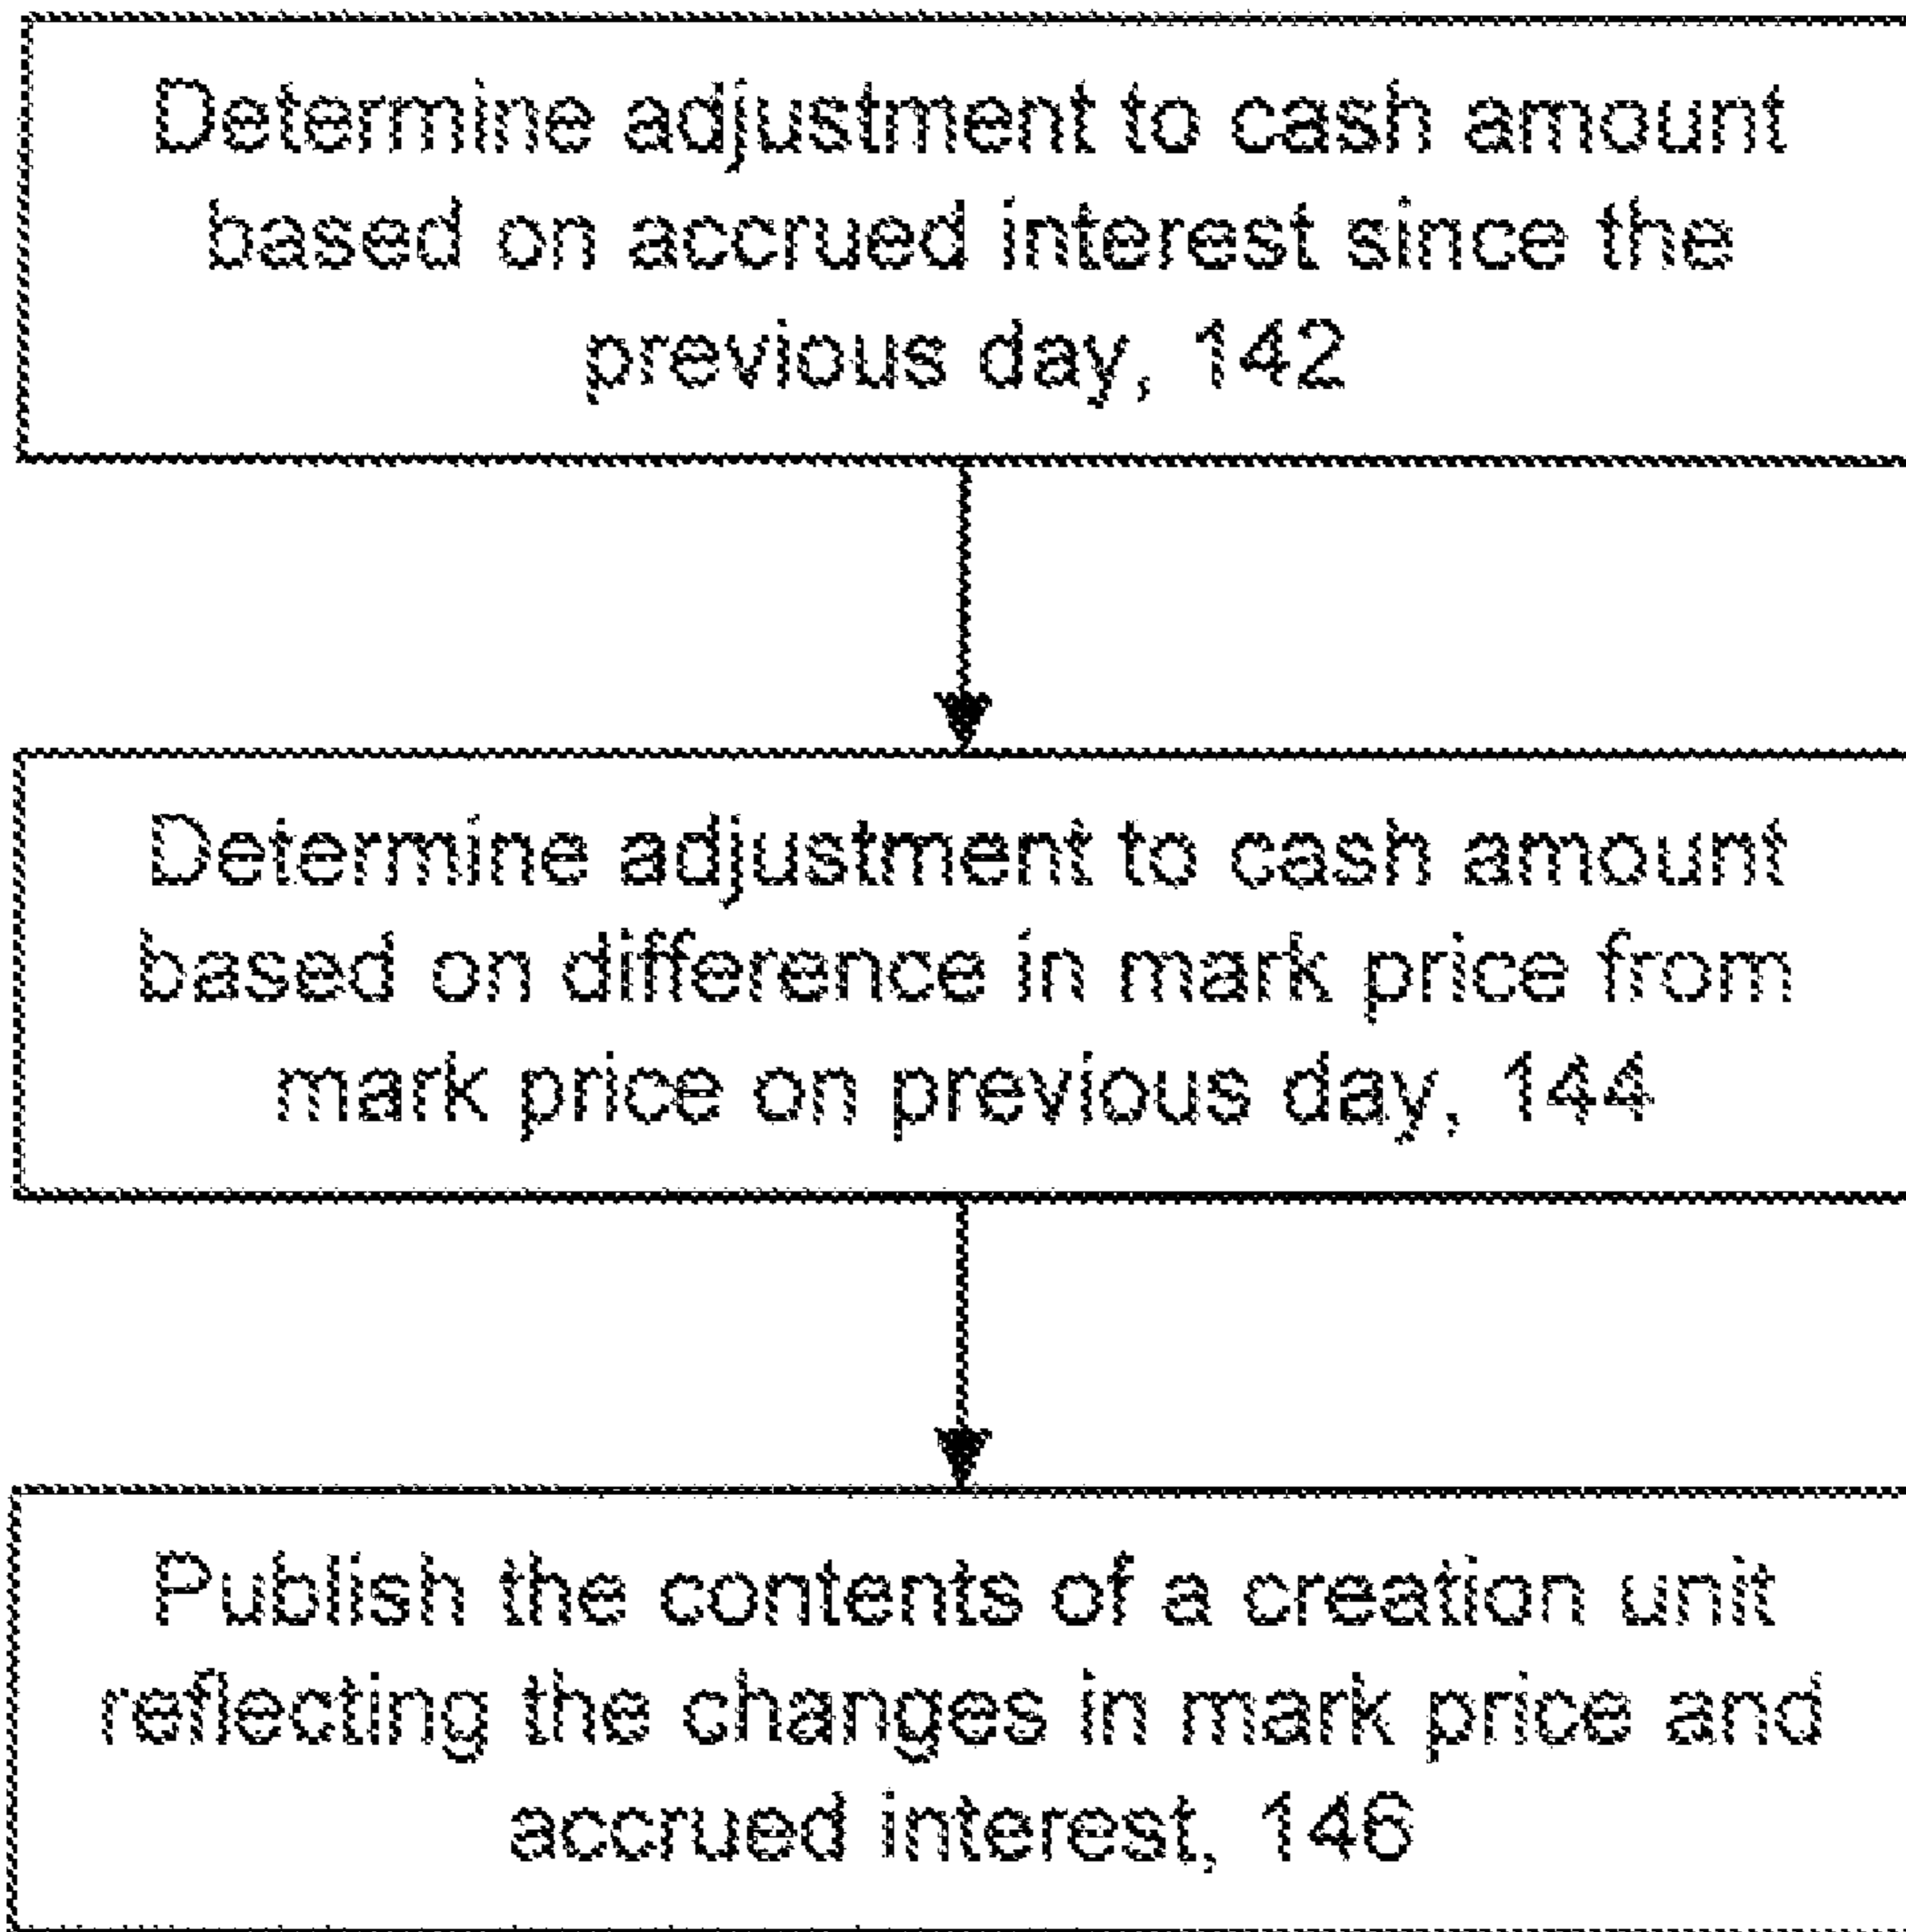 Determine adjustment to cash amount
based on accrued interest since the
previous day, 142
Determine adjustment to cash amount
based on difference in mark price from
mark price on previous day, 144
Publish the contents of a creation unit
reflecting the changes in mark price and
accrued interest, 146